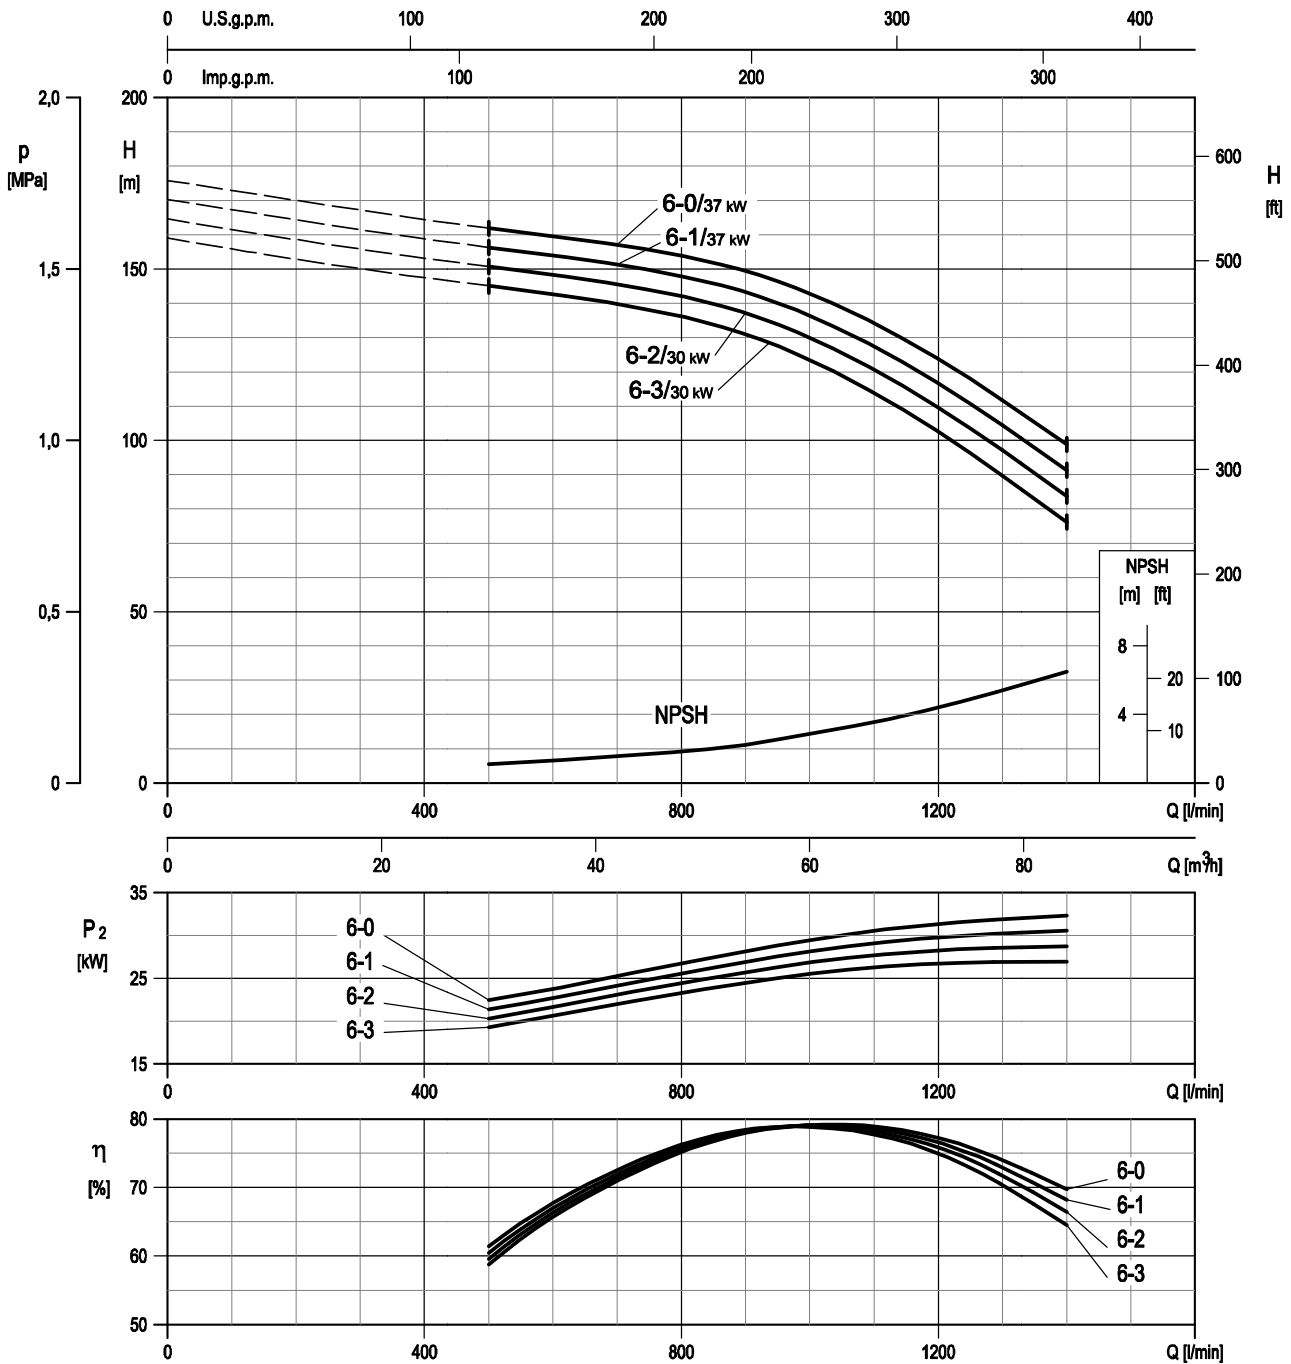 0 U.S.g.p.m. 100 200 300 400
0 Imp.g.p.m. 100 200 300
2,0 200
p H 600
[MPa] [m] H
[ft]
6-0/37 kW
6-1/37 kW
1,5 150 500
6-2/30 kW 400
6-3/30 kW
1,0 100 300
NPSH
[m] [ft]
200
0,5 50
8
20 100
NPSH 4
10
0 0 0
0 400 800 1200 Q [l/min]
0 20 40 60 80 Q [m³/h]
35
P2 6-0
[kW] 6-1
25
6-2
6-3
15
0 400 800 1200 Q [l/min]
80
η
[%] 70 6-0
6-1
6-2
60 6-3
50
0 400 800 1200 Q [l/min]